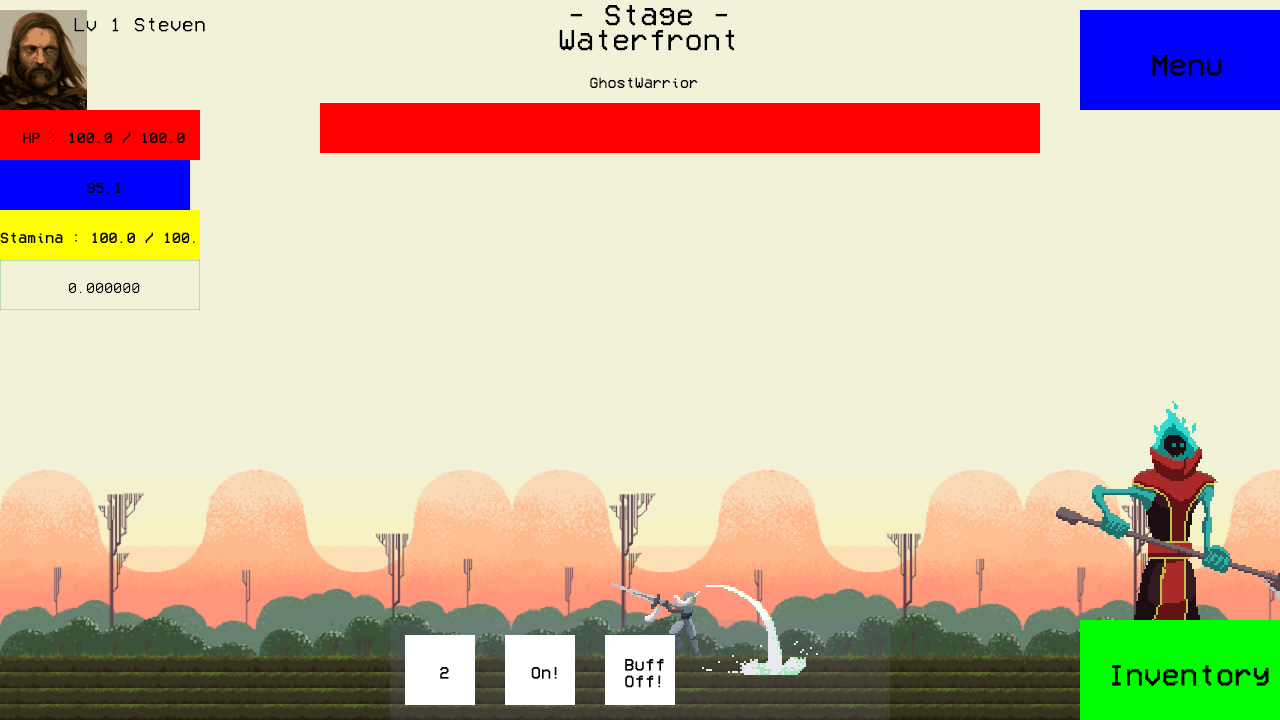 Lv 1 Steven
- Stage -
Waterfront
GhostWarrior
Menu
HP : 100.0 / 100.0
95.1
Stamina : 100.0 / 100.
0.000000
2
On!
Buff
Off!
Inventory